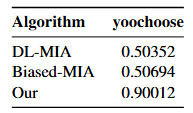 Algorithm yoochoose
DL-MIA 0.50352
Biased-MIA 0.50694
Our 0.90012